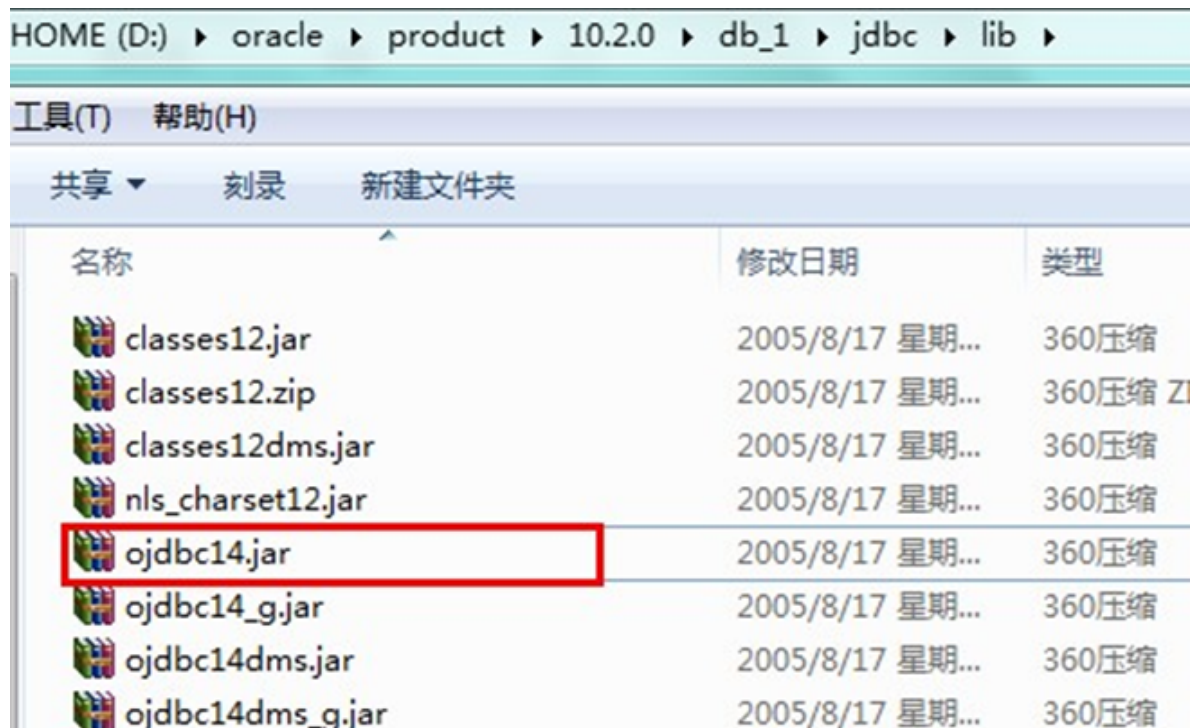 HOME (D:) ▸ oracle ▸ product ▸ 10.2.0 ▸ db_1 ▸ jdbc ▸ lib ▸
工具(T) 帮助(H)
共享 刻录 新建文件夹
名称 修改日期 类型
classes12.jar 2005/8/17 星期... 360压缩
classes12.zip 2005/8/17 星期... 360压缩 ZI
classes12dms.jar 2005/8/17 星期... 360压缩
nls_charset12.jar 2005/8/17 星期... 360压缩
ojdbc14.jar 2005/8/17 星期... 360压缩
ojdbc14_g.jar 2005/8/17 星期... 360压缩
ojdbc14dms.jar 2005/8/17 星期... 360压缩
ojdbc14dms_g.jar 2005/8/17 星期... 360压缩